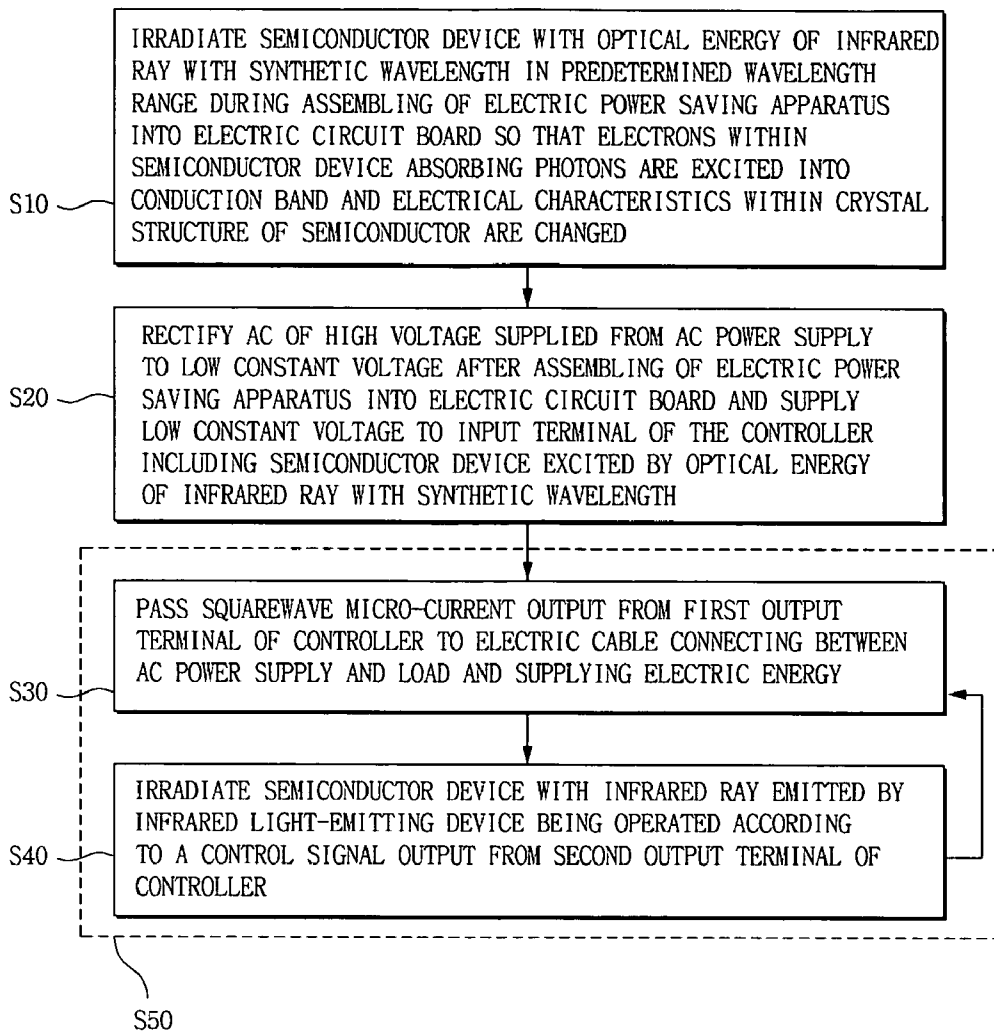 IRRADIATE SEMICONDUCTOR DEVICE WITH OPTICAL ENERGY OF INFRARED
RAY WITH SYNTHETIC WAVELENGTH IN PREDETERMINED WAVELENGTH
RANGE DURING ASSEMBLING OF ELECTRIC POWER SAVING APPARATUS
INTO ELECTRIC CIRCUIT BOARD SO THAT ELECTRONS WITHIN
SEMICONDUCTOR DEVICE ABSORBING PHOTONS ARE EXCITED INTO
CONDUCTION BAND AND ELECTRICAL CHARACTERISTICS WITHIN CRYSTAL
STRUCTURE OF SEMICONDUCTOR ARE CHANGED
S10
RECTIFY AC OF HIGH VOLTAGE SUPPLIED FROM AC POWER SUPPLY
TO LOW CONSTANT VOLTAGE AFTER ASSEMBLING OF ELECTRIC POWER
SAVING APPARATUS INTO ELECTRIC CIRCUIT BOARD AND SUPPLY
LOW CONSTANT VOLTAGE TO INPUT TERMINAL OF THE CONTROLLER
INCLUDING SEMICONDUCTOR DEVICE EXCITED BY OPTICAL ENERGY
OF INFRARED RAY WITH SYNTHETIC WAVELENGTH
S20
PASS SQUAREWAVE MICRO-CURRENT OUTPUT FROM FIRST OUTPUT
TERMINAL OF CONTROLLER TO ELECTRIC CABLE CONNECTING BETWEEN
AC POWER SUPPLY AND LOAD AND SUPPLYING ELECTRIC ENERGY
S30
IRRADIATE SEMICONDUCTOR DEVICE WITH INFRARED RAY EMITTED BY
INFRARED LIGHT-EMITTING DEVICE BEING OPERATED ACCORDING
TO A CONTROL SIGNAL OUTPUT FROM SECOND OUTPUT TERMINAL OF
CONTROLLER
S40
S50